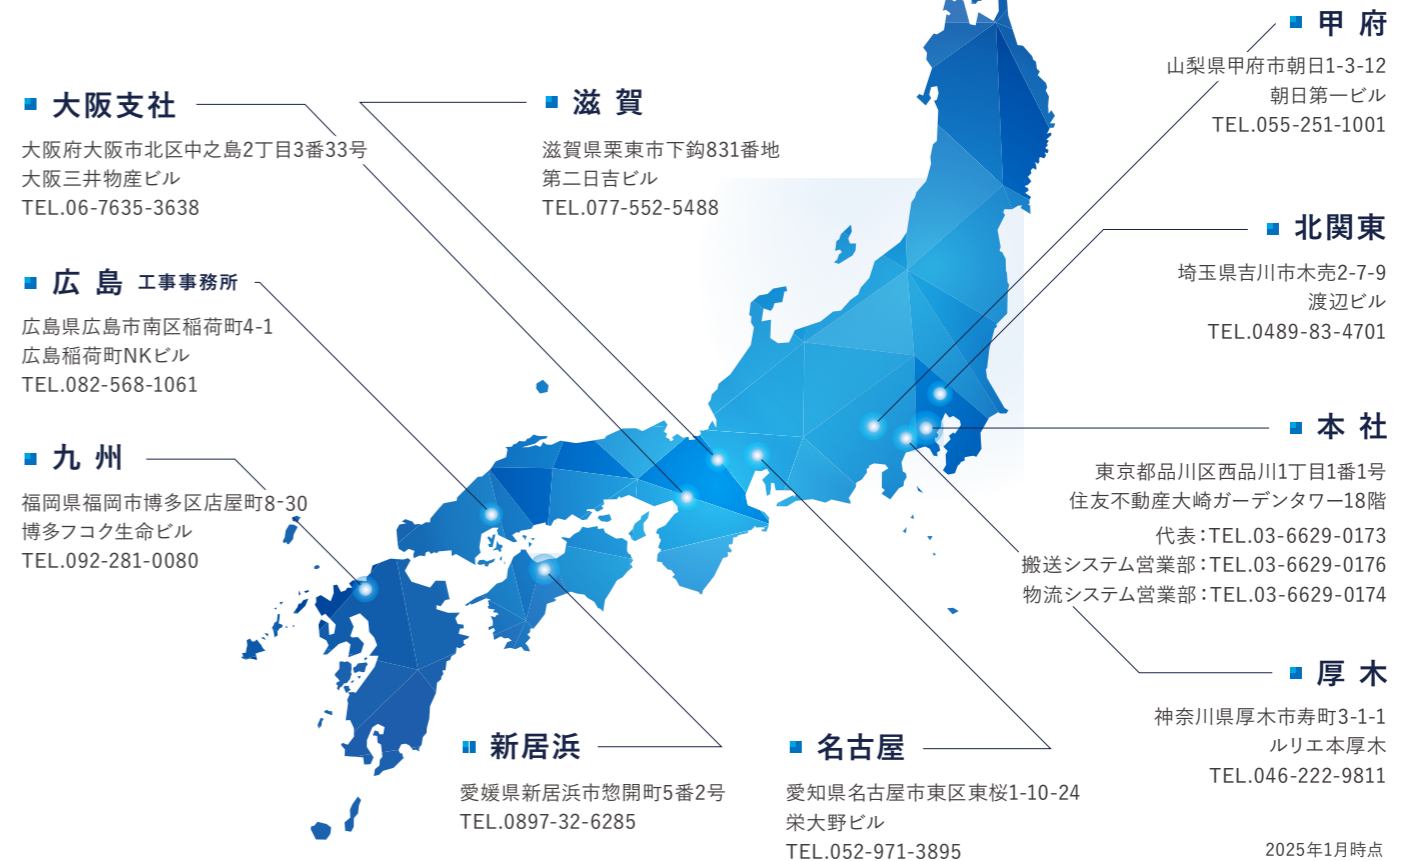 大阪支社
大阪府大阪市北区中之島2丁目3番33号
大阪三井物産ビル
TEL.06-7635-3638
滋賀
滋賀県栗東市下鈎831番地
第二日吉ビル
TEL.077-552-5488
甲府
山梨県甲府市朝日1-3-12
朝日第一ビル
TEL.055-251-1001
北関東
埼玉県吉川市木売2-7-9
渡辺ビル
TEL.0489-83-4701
広島 工事事務所
広島県広島市南区稲荷町4-1
広島稲荷町NKビル
TEL.082-568-1061
九州
福岡県福岡市博多区店屋町8-30
博多フコク生命ビル
TEL.092-281-0080
本社
東京都品川区西品川1丁目1番1号
住友不動産大崎ガーデンタワー18階
代表：TEL.03-6629-0173
搬送システム営業部：TEL.03-6629-0176
物流システム営業部：TEL.03-6629-0174
厚木
神奈川県厚木市寿町3-1-1
ルリエ本厚木
TEL.046-222-9811
新居浜
愛媛県新居浜市惣開町5番2号
TEL.0897-32-6285
名古屋
愛知県名古屋市東区東桜1-10-24
栄大野ビル
TEL.052-971-3895
2025年1月時点